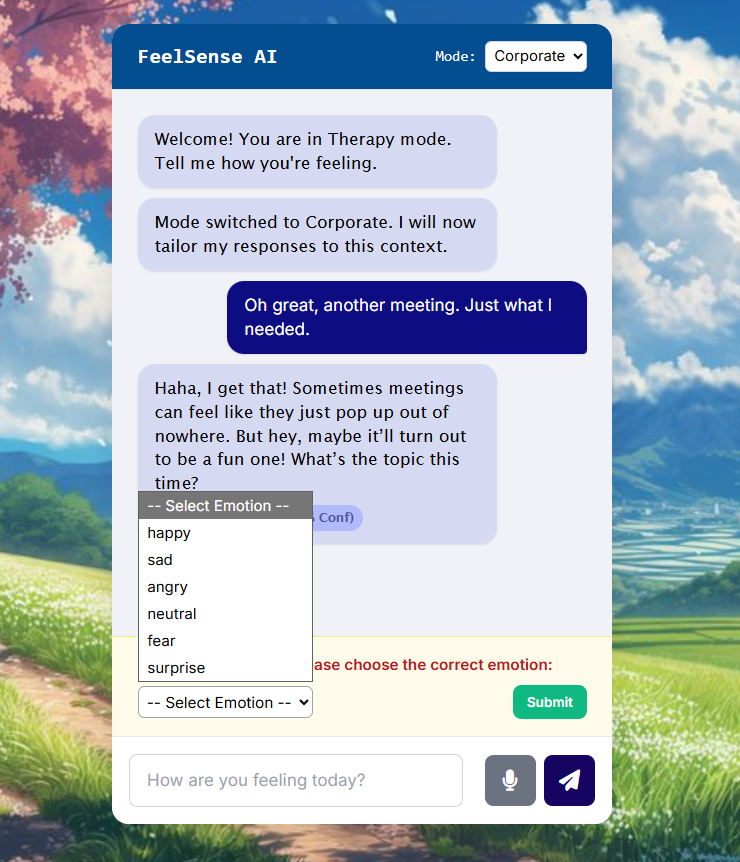 FeelSense AI
Mode: Corporate
Welcome! You are in Therapy mode.
Tell me how you're feeling.
Mode switched to Corporate. I will now
tailor my responses to this context.
Oh great, another meeting. Just what I
needed.
Haha, I get that! Sometimes meetings
can feel like they just pop up out of
nowhere. But hey, maybe it’ll turn out
to be a fun one! What’s the topic this
time?
-- Select Emotion --
Conf)
happy
sad
angry
neutral
fear
surprise
choose the correct emotion:
-- Select Emotion --
Submit
How are you feeling today?